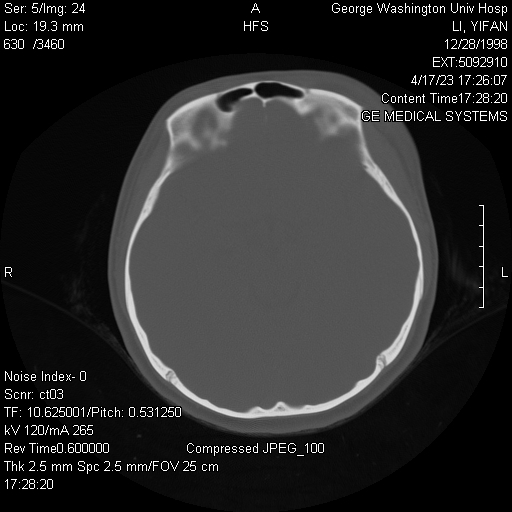 Ser: 5/Img: 24
Loc: 19.3 mm
630 /3460
A
HFS
George Washington Univ Hosp
LI, YIFAN
12/28/1998
EXT:5092910
4/17/23 17:26:07
Content Time17:28:20
GE MEDICAL SYSTEMS
R
L
Noise Index- 0
Scnr: ct03
TF: 10.625001/Pitch: 0.531250
kV 120/mA 265
Rev Time0.600000
Compressed JPEG_100
Thk 2.5 mm Spc 2.5 mm/FOV 25 cm
17:28:20